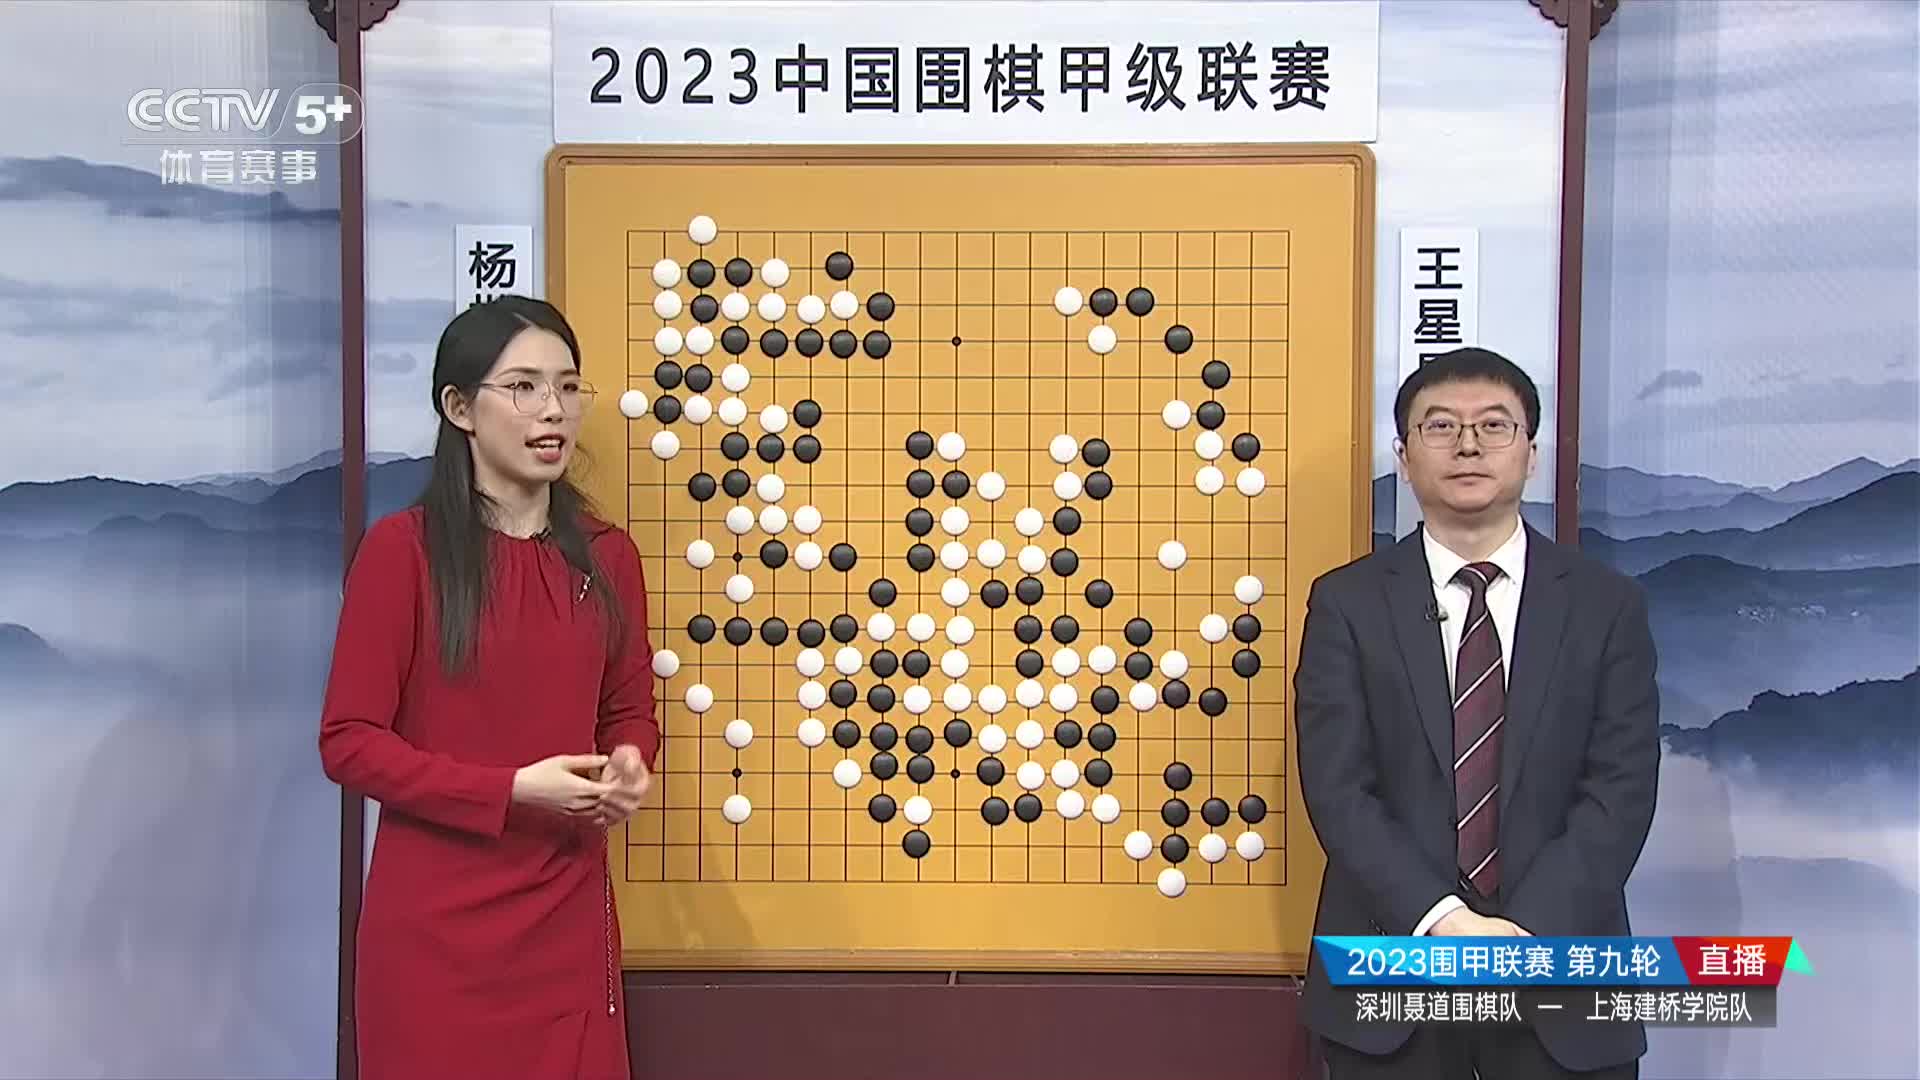 2023中国围棋甲级联赛
CCTV 5+
体育赛事
杨
王星
2023围甲联赛 第九轮 直播
深圳聂道围棋队 — 上海建桥学院队